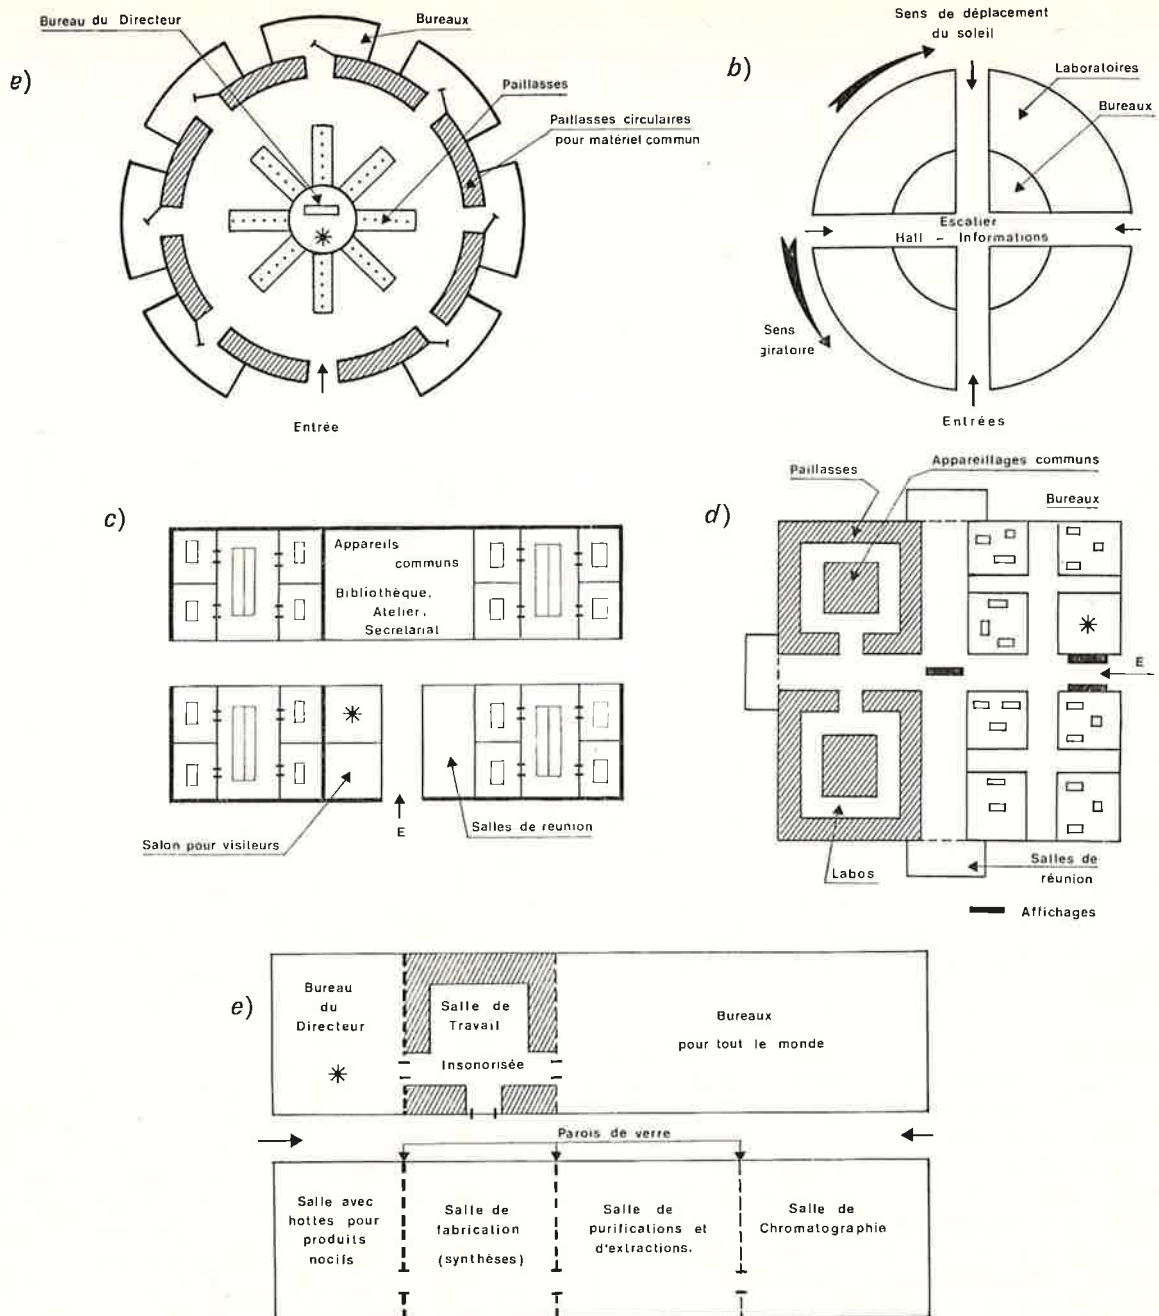 a)
Bureau du Directeur
Bureaux
Paillasses
Paillasses circulaires
pour matériel commun
Entrée
b)
Sens de déplacement
du soleil
Laboratoires
Bureaux
Escalier
Hall - Informations
Sens
giratoire
Entrées
c)
Appareils
communs
Bibliothèque,
Atelier,
Secretariat
Salon pour visiteurs
E
Salles de reunion
d)
Paillasses
Appareillages communs
Bureaux
E
Labos
Salles de
réunion
Affichages
e)
Bureau
du
Directeur
Salle de
Travail
Insonorisée
Bureaux
pour tout le monde
Parois de verre
Salle avec
hottes pour
produits
nocifs
Salle de
fabrication
(synthèses)
Salle de
purifications et
d'extractions.
Salle de
Chromatographie